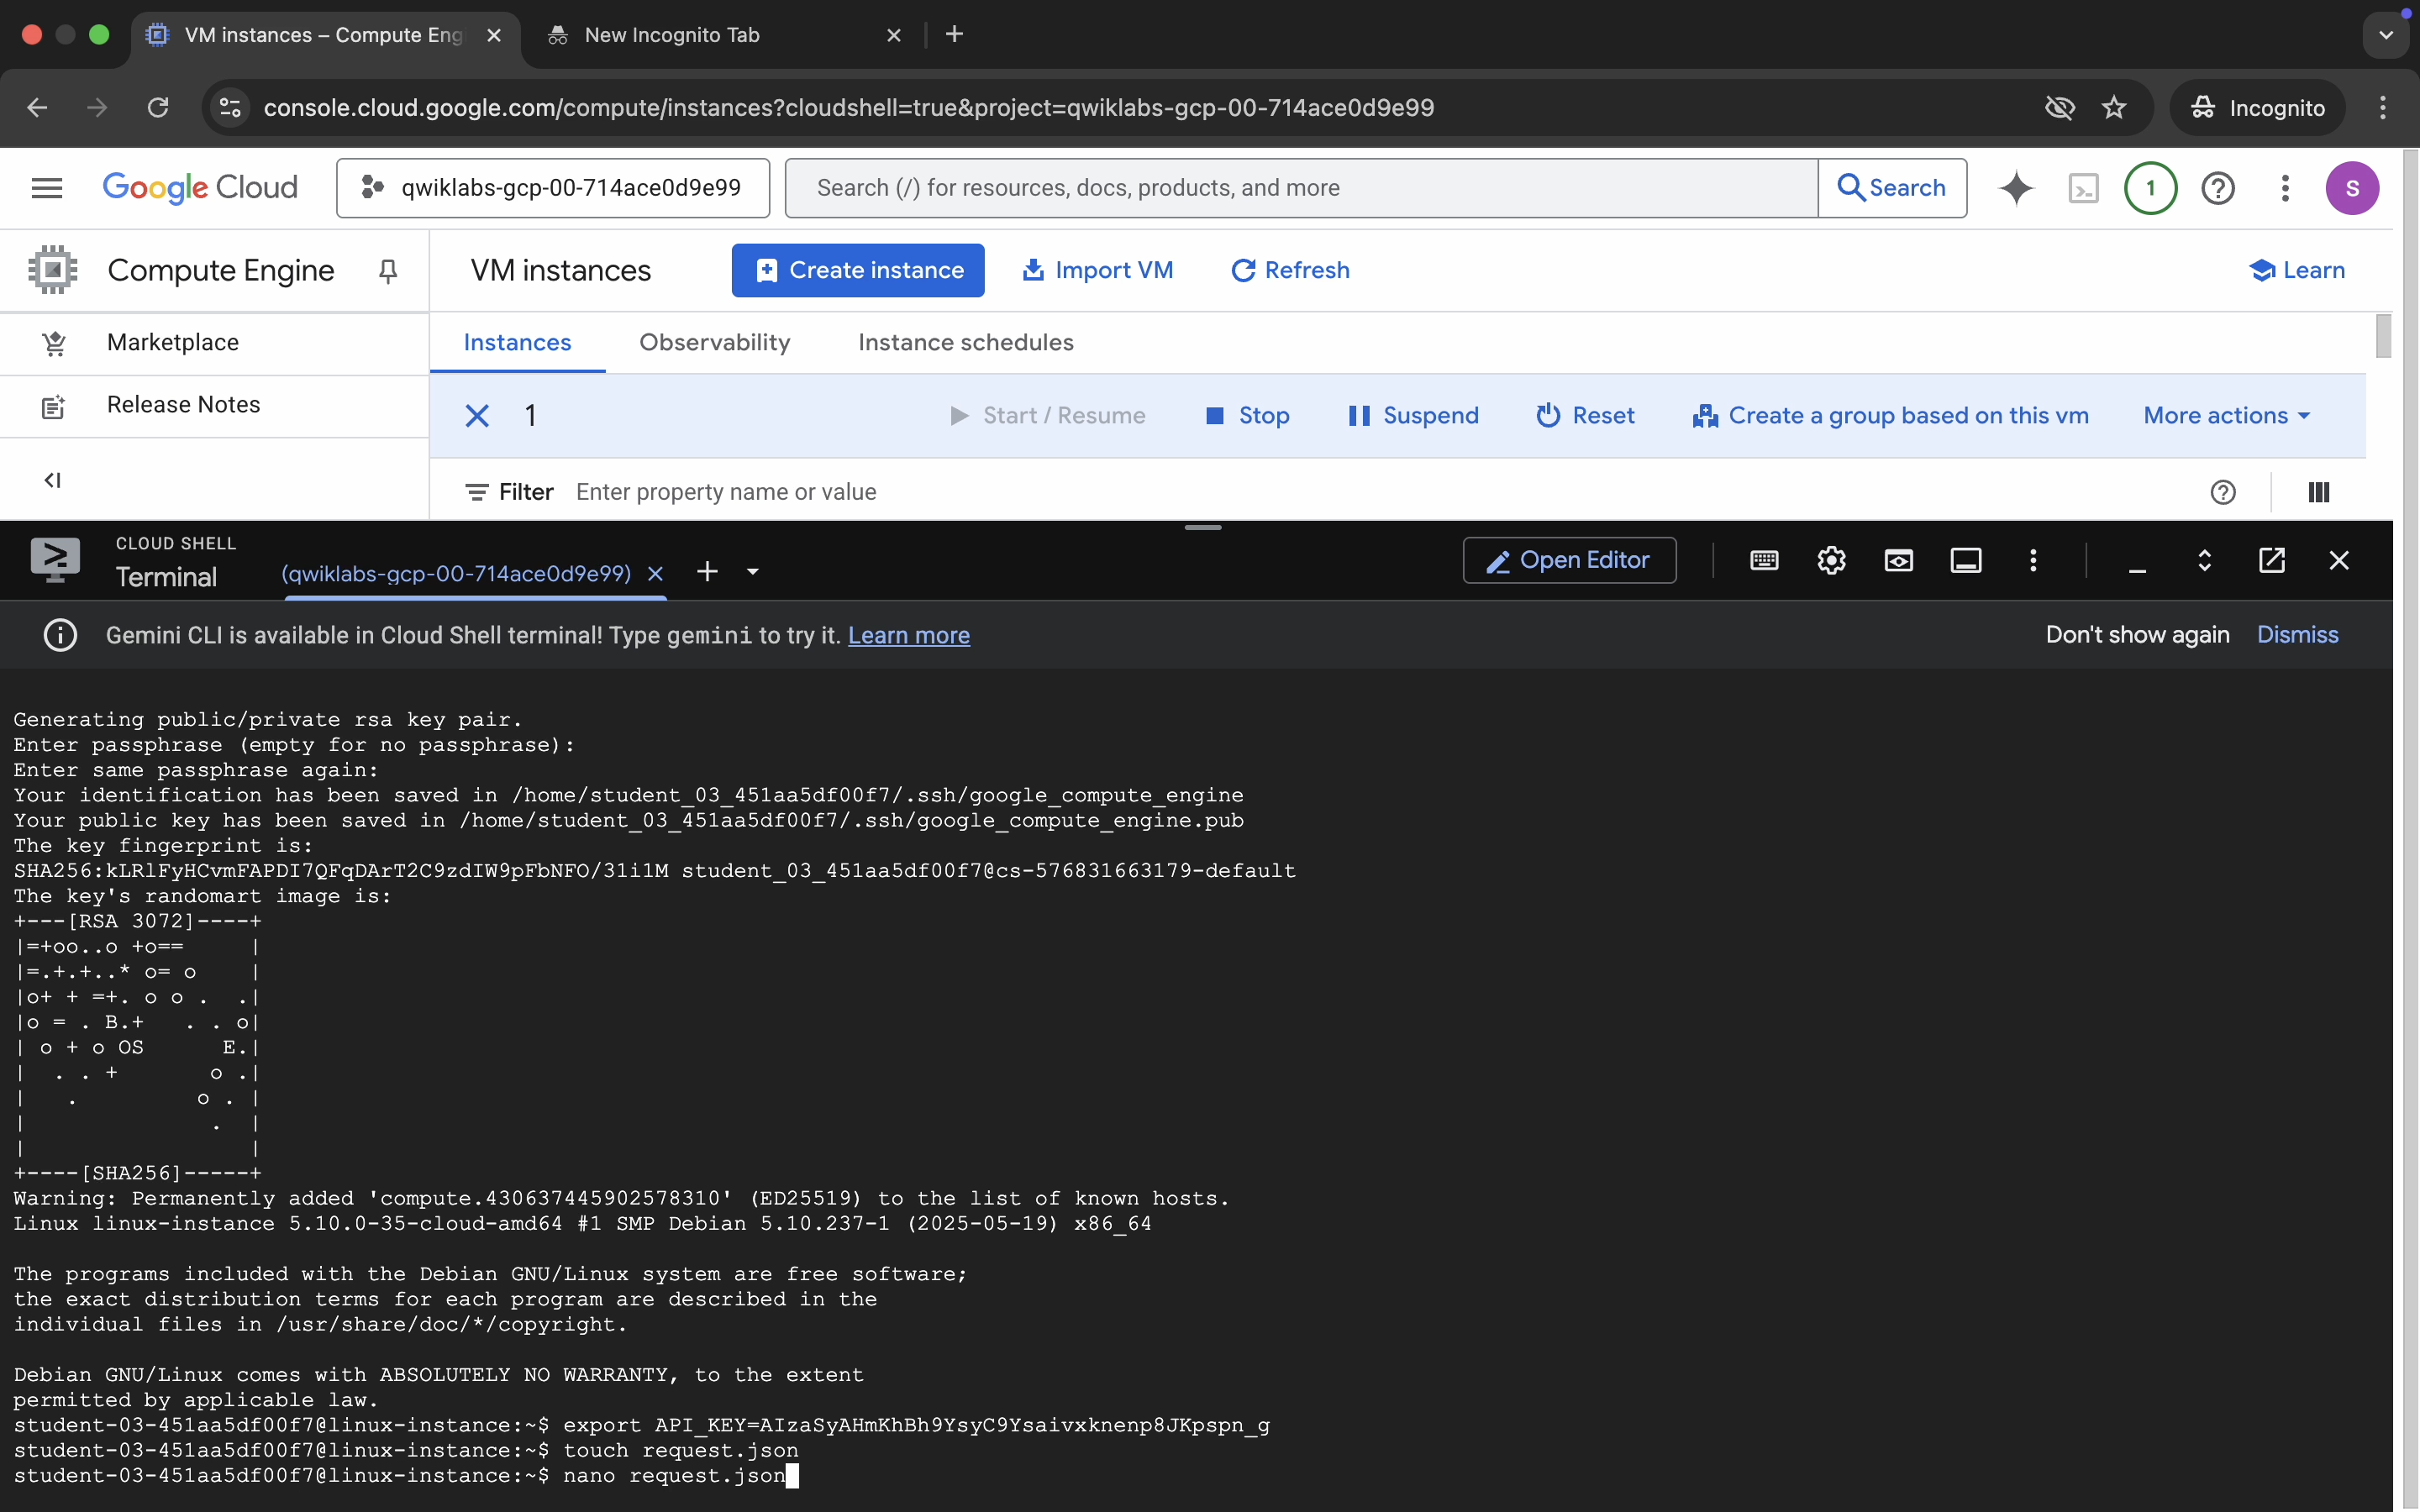 VM instances – Compute Eng
New Incognito Tab
console.cloud.google.com/compute/instances?cloudshell=true&project=qwiklabs-gcp-00-714ace0d9e99
Incognito
Google Cloud
qwiklabs-gcp-00-714ace0d9e99
Search (/) for resources, docs, products, and more
Search
1
S
Compute Engine
VM instances
Create instance
Import VM
Refresh
Learn
Marketplace
Instances
Observability
Instance schedules
Release Notes
1
Start / Resume
Stop
Suspend
Reset
Create a group based on this vm
More actions
Filter
Enter property name or value
CLOUD SHELL
Terminal
(qwiklabs-gcp-00-714ace0d9e99)
Open Editor
Gemini CLI is available in Cloud Shell terminal! Type gemini to try it. Learn more
Don't show again
Dismiss
Generating public/private rsa key pair.
Enter passphrase (empty for no passphrase):
Enter same passphrase again:
Your identification has been saved in /home/student_03_451aa5df00f7/.ssh/google_compute_engine
Your public key has been saved in /home/student_03_451aa5df00f7/.ssh/google_compute_engine.pub
The key fingerprint is:
SHA256:kLRlFyHCvmFAPDI7QFqDArT2C9zdIW9pFbNFO/31i1M student_03_451aa5df00f7@cs-576831663179-default
The key's randomart image is:
+---[RSA 3072]----+
|=+oo..o +o==     |
|=.+.+..* o= o    |
|o+ + =+. o o .  .|
|o = . B.+   . . o|
| o + o OS      E.|
|  . . +       o .|
|   .         o . |
|              .  |
|                 |
+----[SHA256]-----+
Warning: Permanently added 'compute.430637445902578310' (ED25519) to the list of known hosts.
Linux linux-instance 5.10.0-35-cloud-amd64 #1 SMP Debian 5.10.237-1 (2025-05-19) x86_64
The programs included with the Debian GNU/Linux system are free software;
the exact distribution terms for each program are described in the
individual files in /usr/share/doc/*/copyright.
Debian GNU/Linux comes with ABSOLUTELY NO WARRANTY, to the extent
permitted by applicable law.
student-03-451aa5df00f7@linux-instance:~$ export API_KEY=AIzaSyAHmKhBh9YsyC9Ysaivxknenp8JKpspn_g
student-03-451aa5df00f7@linux-instance:~$ touch request.json
student-03-451aa5df00f7@linux-instance:~$ nano request.json